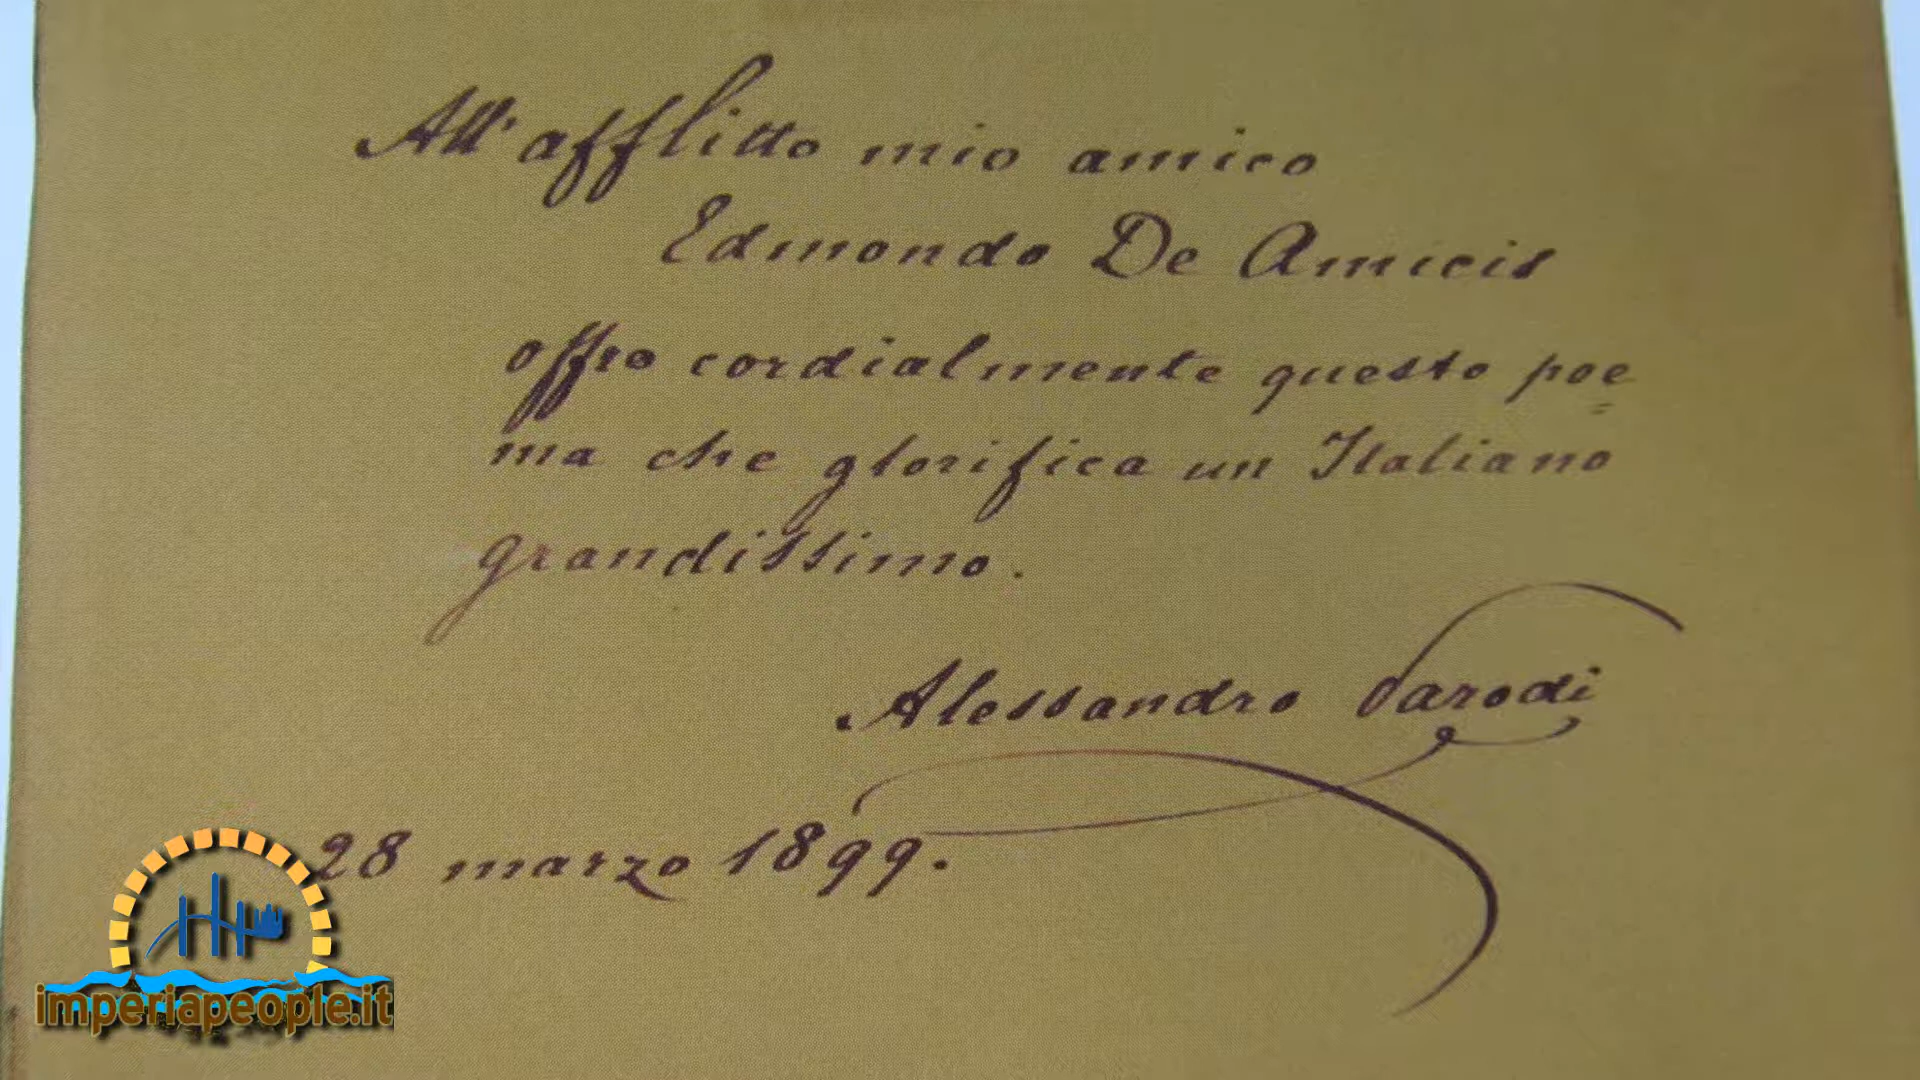 All'afflitto mio amico
Edmondo De Amicis
offro cordialmente questo poe=
ma che glorifica un Italiano
grandissimo.
Alessandro Parodi
28 marzo 1899.
imperiapeople.it